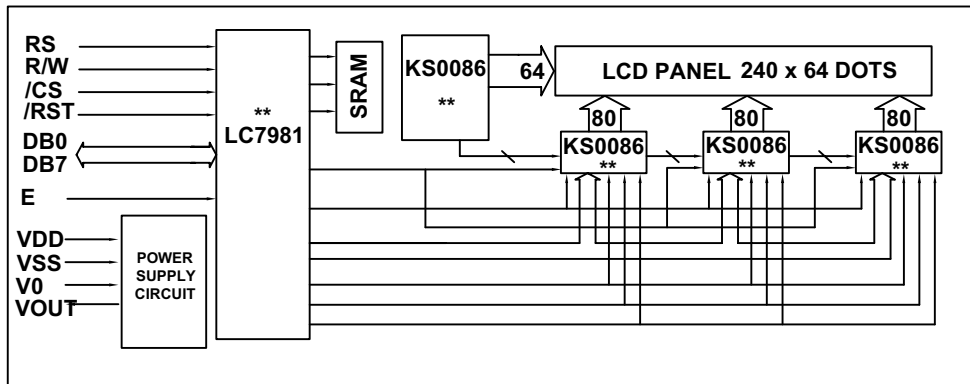 RS
R/W
/CS
/RST
DB0
DB7
E
VDD
VSS
V0
VOUT
POWER
SUPPLY
CIRCUIT
**
LC7981
SRAM
KS0086
**
64
LCD PANEL 240 x 64 DOTS
80
80
80
KS0086
**
KS0086
**
KS0086
**